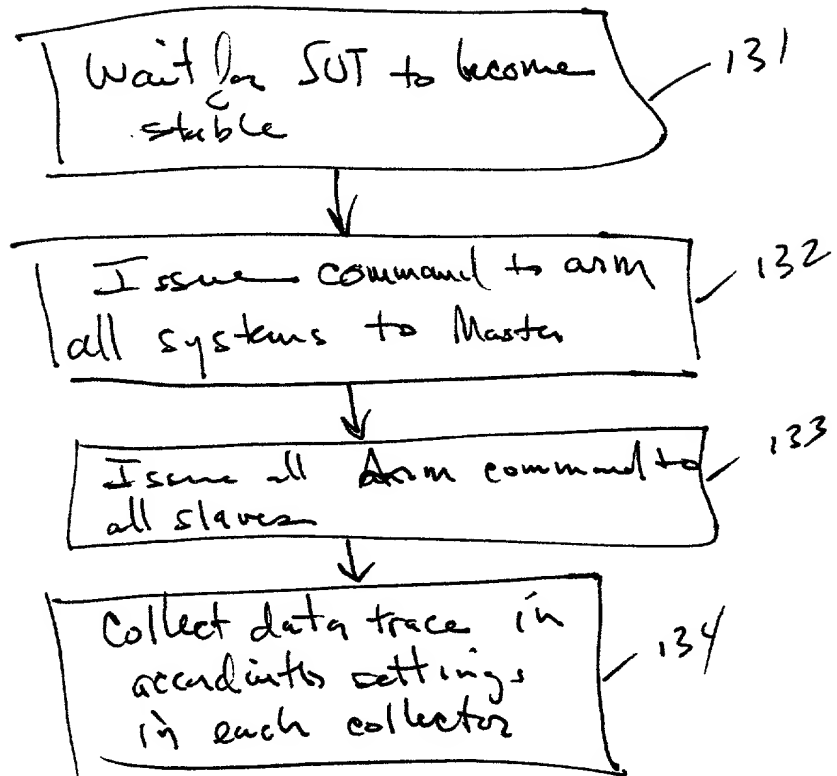 Wait for SUT to become
stable
131
Issue command to arm
all systems to Master
132
Issue all Arm command to
all slaves
133
Collect data trace in
settings
in each collector
134